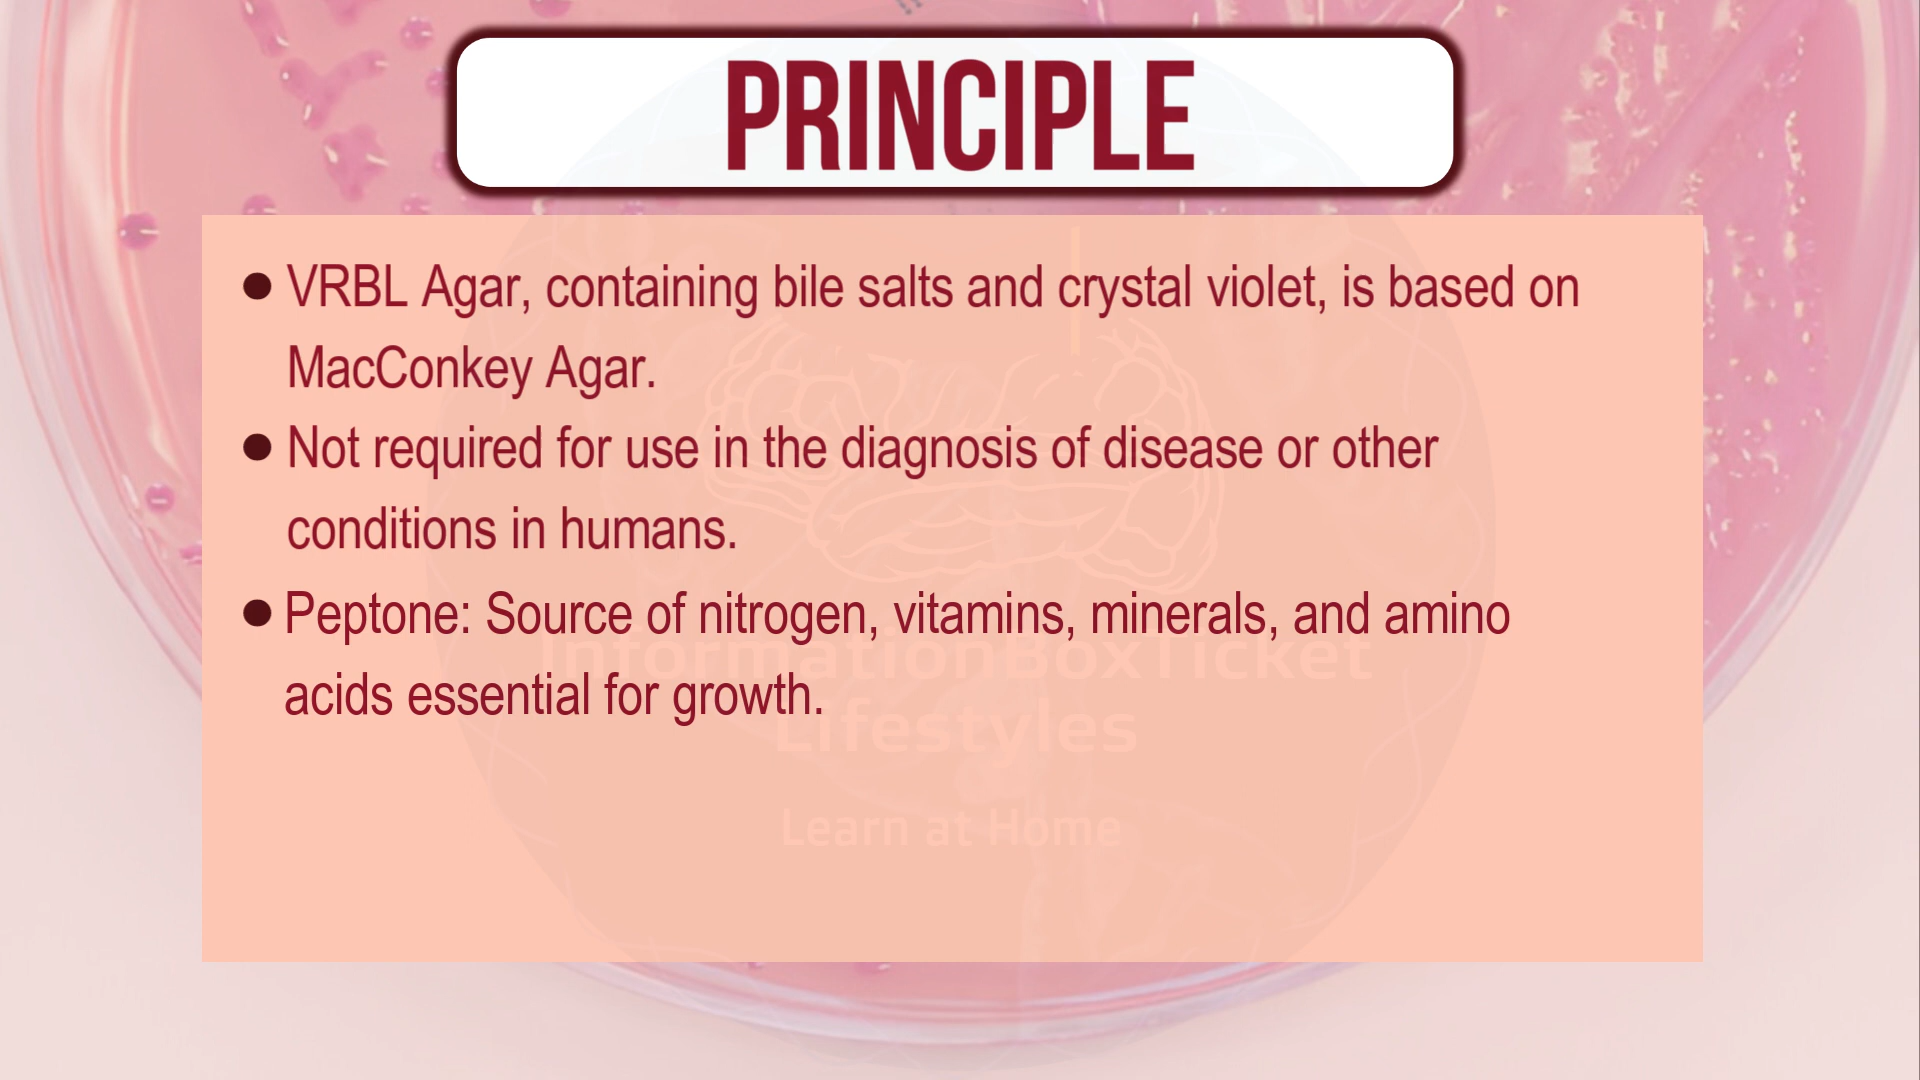 PRINCIPLE
● VRBL Agar, containing bile salts and crystal violet, is based on
MacConkey Agar.
● Not required for use in the diagnosis of disease or other
conditions in humans.
● Peptone: Source of nitrogen, vitamins, minerals, and amino
acids essential for growth.
InformationBoxTicket
Lifestyles
Learn at Home